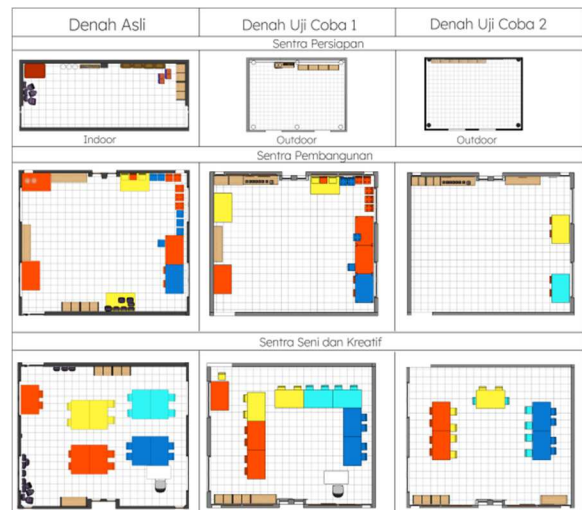 Denah Asli
Denah Uji Coba 1
Denah Uji Coba 2
Sentra Persiapan
Indoor
Outdoor
Outdoor
Sentra Pembangunan
Sentra Seni dan Kreatif